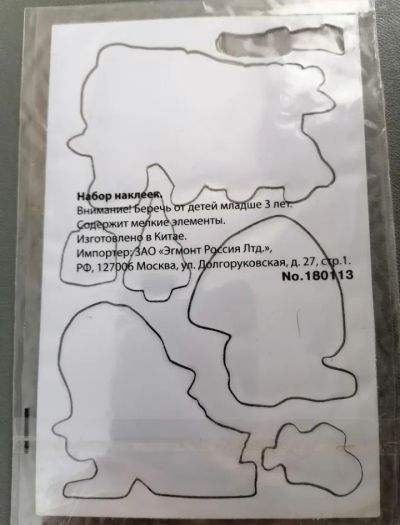 Набор наклеек.
Внимание! Беречь от детей младше 3 лет.
Содержит мелкие элементы.
Изготовлено в Китае.
Импортер: ЗАО «Эгмонт Россия Лтд.»,
РФ, 127006 Москва, ул. Долгоруковская, д. 27, стр.1.
No.180113